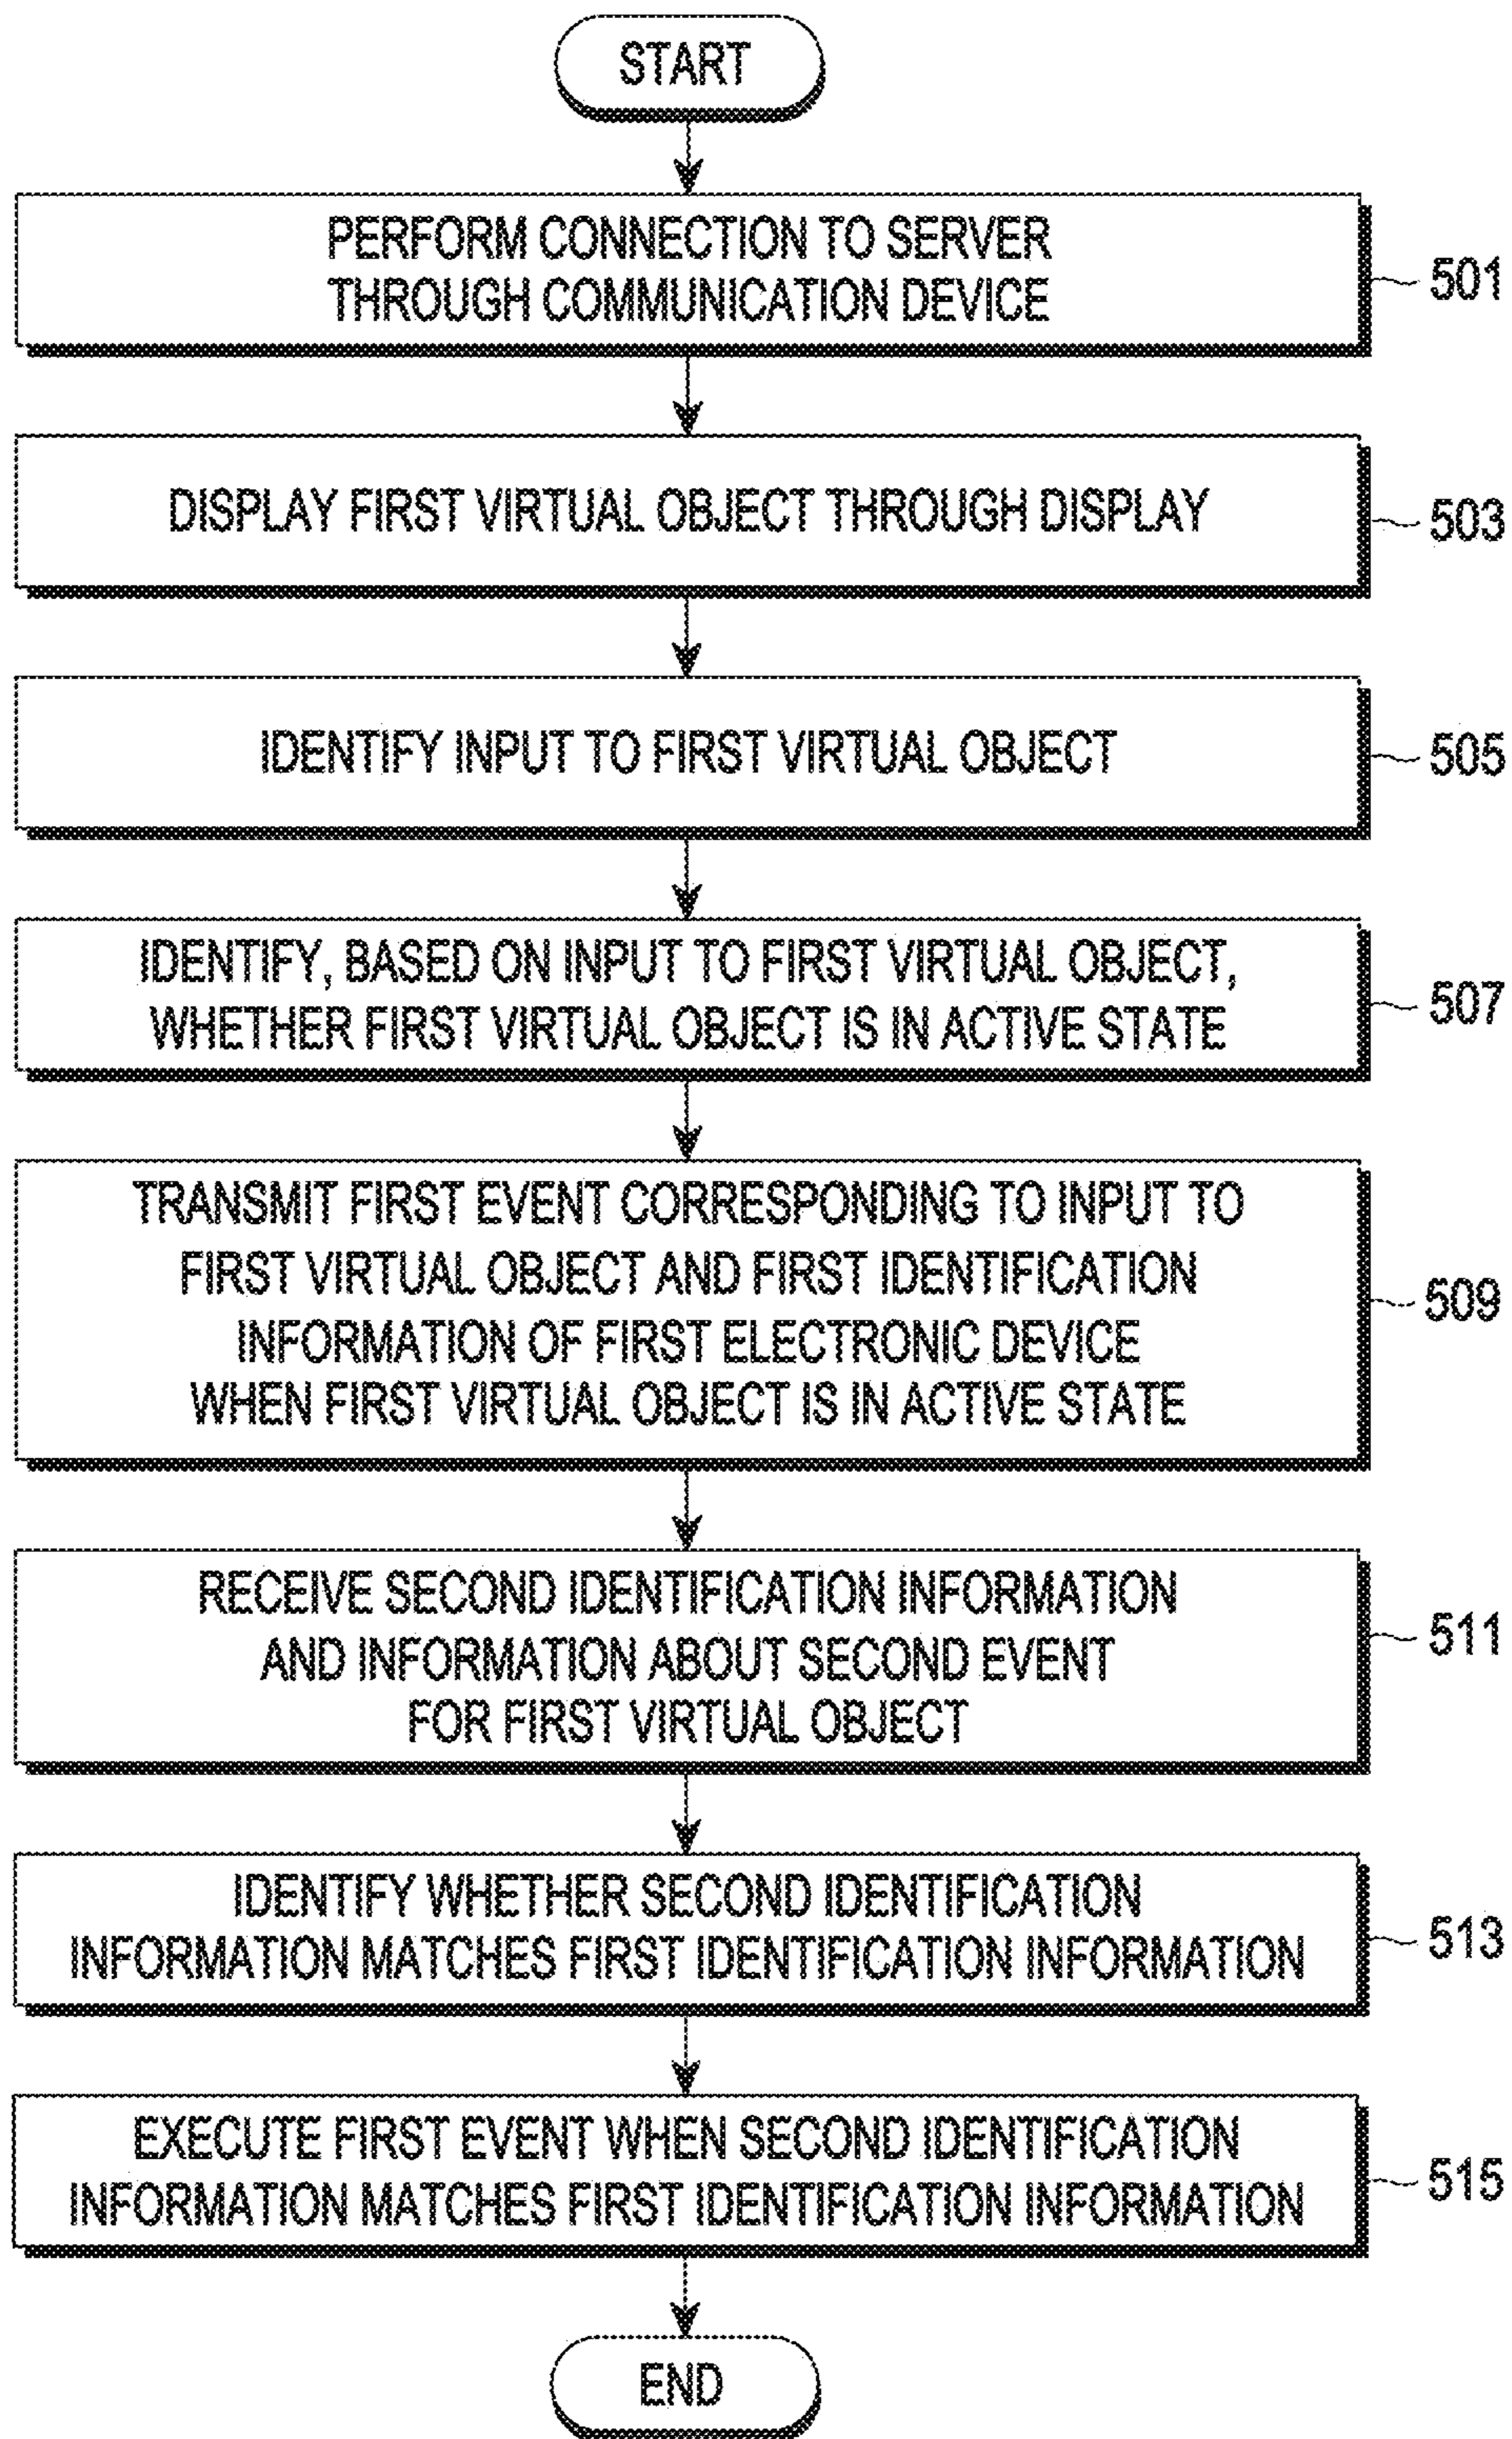 START
PERFORM CONNECTION TO SERVER
THROUGH COMMUNICATION DEVICE
501
DISPLAY FIRST VIRTUAL OBJECT THROUGH DISPLAY
503
IDENTIFY INPUT TO FIRST VIRTUAL OBJECT
505
IDENTIFY, BASED ON INPUT TO FIRST VIRTUAL OBJECT,
WHETHER FIRST VIRTUAL OBJECT IS IN ACTIVE STATE
507
TRANSMIT FIRST EVENT CORRESPONDING TO INPUT TO
FIRST VIRTUAL OBJECT AND FIRST IDENTIFICATION
INFORMATION OF FIRST ELECTRONIC DEVICE
WHEN FIRST VIRTUAL OBJECT IS IN ACTIVE STATE
509
RECEIVE SECOND IDENTIFICATION INFORMATION
AND INFORMATION ABOUT SECOND EVENT
FOR FIRST VIRTUAL OBJECT
511
IDENTIFY WHETHER SECOND IDENTIFICATION
INFORMATION MATCHES FIRST IDENTIFICATION INFORMATION
513
EXECUTE FIRST EVENT WHEN SECOND IDENTIFICATION
INFORMATION MATCHES FIRST IDENTIFICATION INFORMATION
515
END